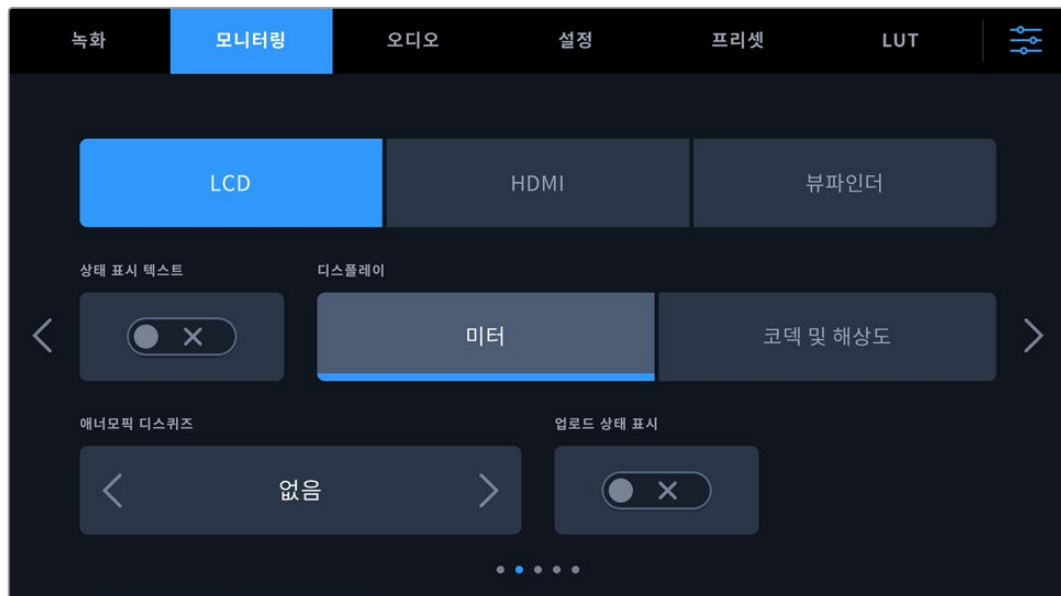 녹화 모니터링 오디오 설정 프리셋 LUT
LCD HDMI 뷰파인더
상태 표시 텍스트 디스플레이
미터 코덱 및 해상도
애너모픽 디스퀴즈 업로드 상태 표시
없음